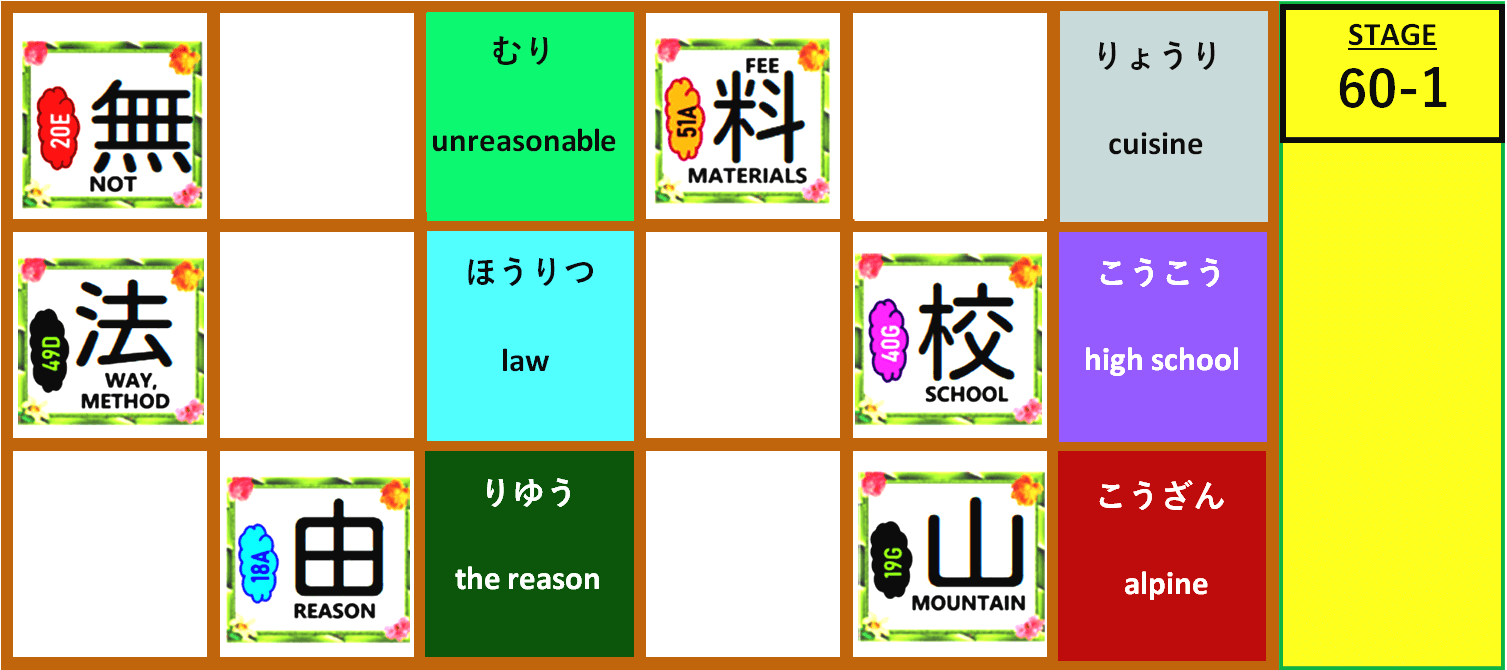 20E
無
NOT
むり
unreasonable
FEE
51A
料
MATERIALS
りょうり
cuisine
STAGE
60-1
49D
法
WAY,
METHOD
ほうりつ
law
40G
校
SCHOOL
こうこう
high school
18A
由
REASON
りゆう
the reason
19G
山
MOUNTAIN
こうざん
alpine